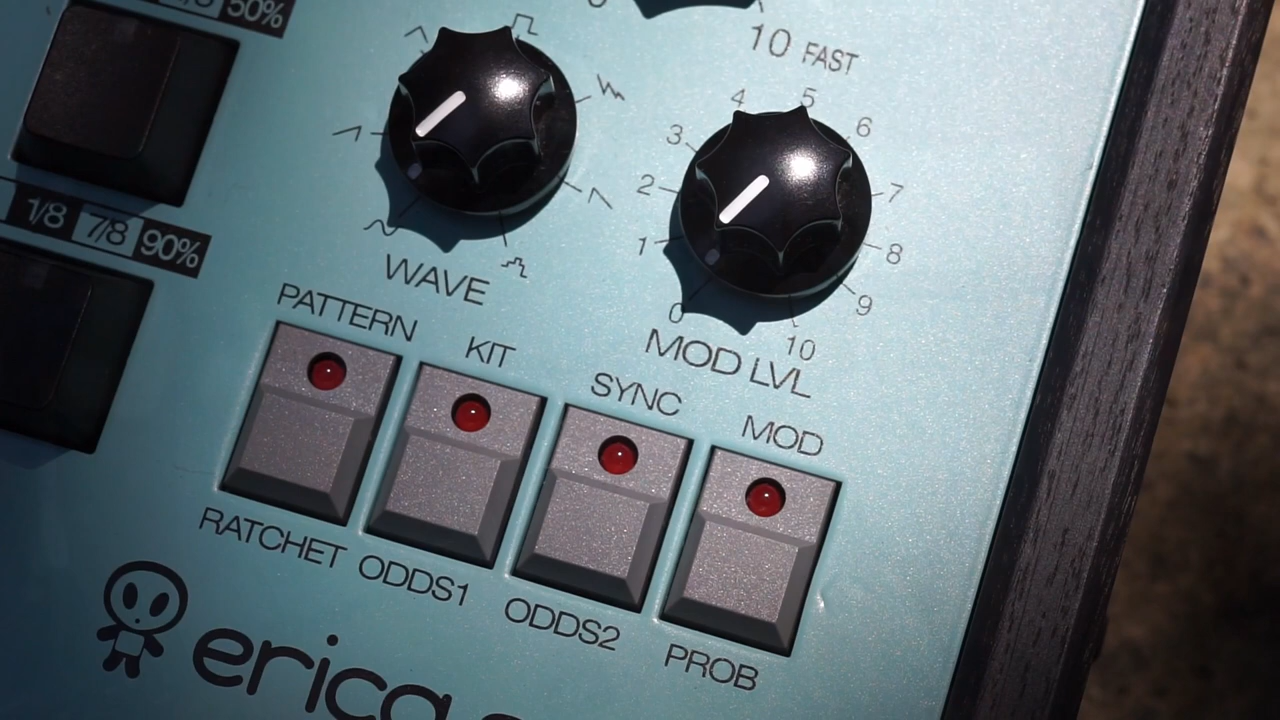 50%
10 FAST
1/8 7/8 90%
4 5
3 6
2 7
1 8
0 9
10
WAVE
MOD LVL
PATTERN KIT SYNC MOD
RATCHET ODDS1 ODDS2 PROB
erica